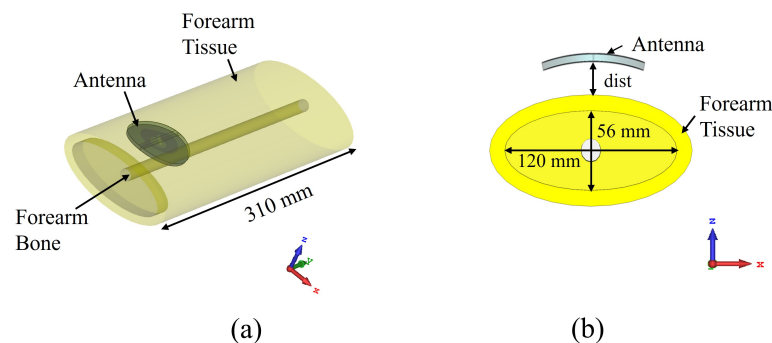 Forearm
Tissue
Antenna
Forearm
Bone
310 mm
z
y
x
(a)
Antenna
dist
Forearm
Tissue
56 mm
120 mm
z
x
(b)